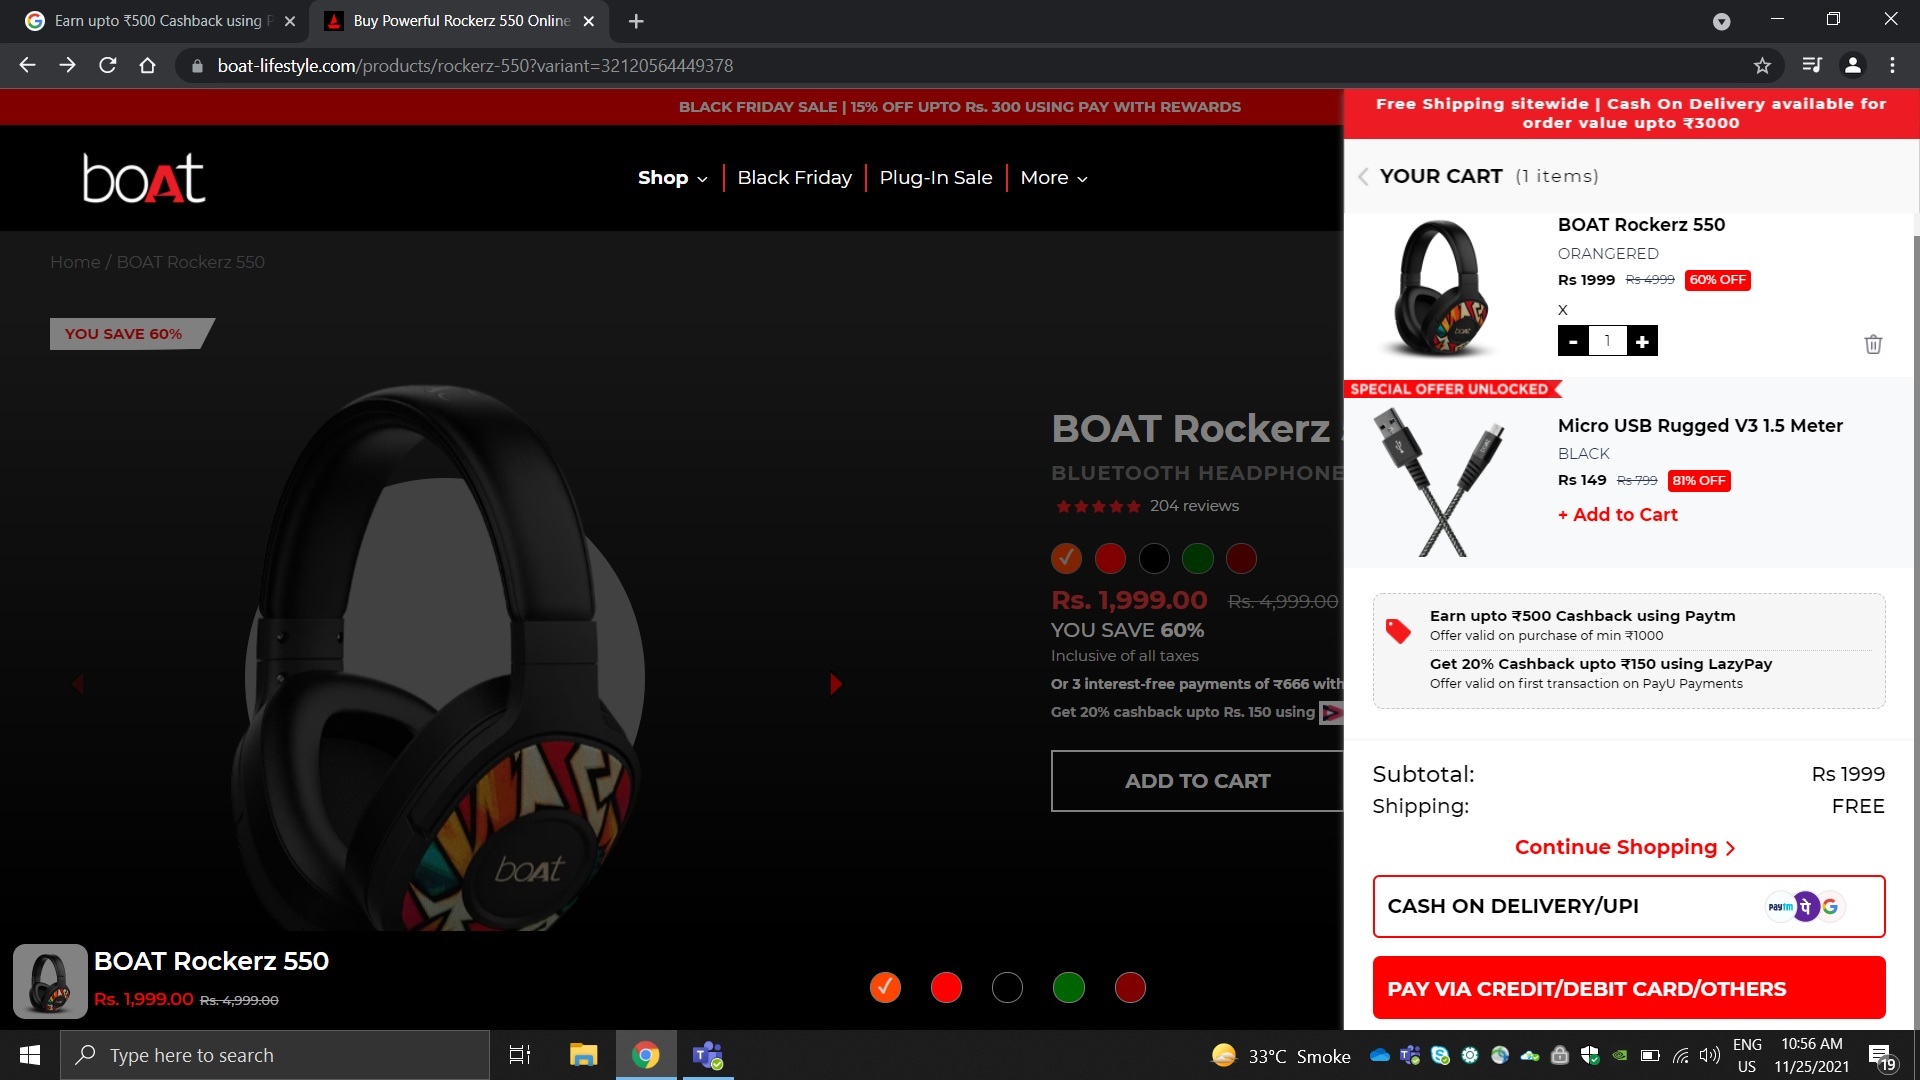 Earn upto ₹500 Cashback using P
Buy Powerful Rockerz 550 Online
boat-lifestyle.com/products/rockerz-550?variant=32120564449378
BLACK FRIDAY SALE | 15% OFF UPTO Rs. 300 USING PAY WITH REWARDS
boAt
Shop
Black Friday
Plug-In Sale
More
Home / BOAT Rockerz 550
YOU SAVE 60%
boAt
BOAT Rockerz
BLUETOOTH HEADPHONE
204 reviews
Rs. 1,999.00 Rs. 4,999.00
YOU SAVE 60%
Inclusive of all taxes
Or 3 interest-free payments of ₹666 with
Get 20% cashback upto Rs. 150 using
ADD TO CART
BOAT Rockerz 550
Rs. 1,999.00 Rs. 4,999.00
Free Shipping sitewide | Cash On Delivery available for
order value upto ₹3000
YOUR CART (1 items)
BOAT Rockerz 550
ORANGERED
Rs 1999 Rs 4999 60% OFF
X
- 1 +
boAt
SPECIAL OFFER UNLOCKED
Micro USB Rugged V3 1.5 Meter
BLACK
Rs 149 Rs 799 81% OFF
+ Add to Cart
Earn upto ₹500 Cashback using Paytm
Offer valid on purchase of min ₹1000
Get 20% Cashback upto ₹150 using LazyPay
Offer valid on first transaction on PayU Payments
Subtotal: Rs 1999
Shipping: FREE
Continue Shopping >
CASH ON DELIVERY/UPI
paytm पे G
PAY VIA CREDIT/DEBIT CARD/OTHERS
Type here to search
33°C Smoke
ENG
US
10:56 AM
11/25/2021
19